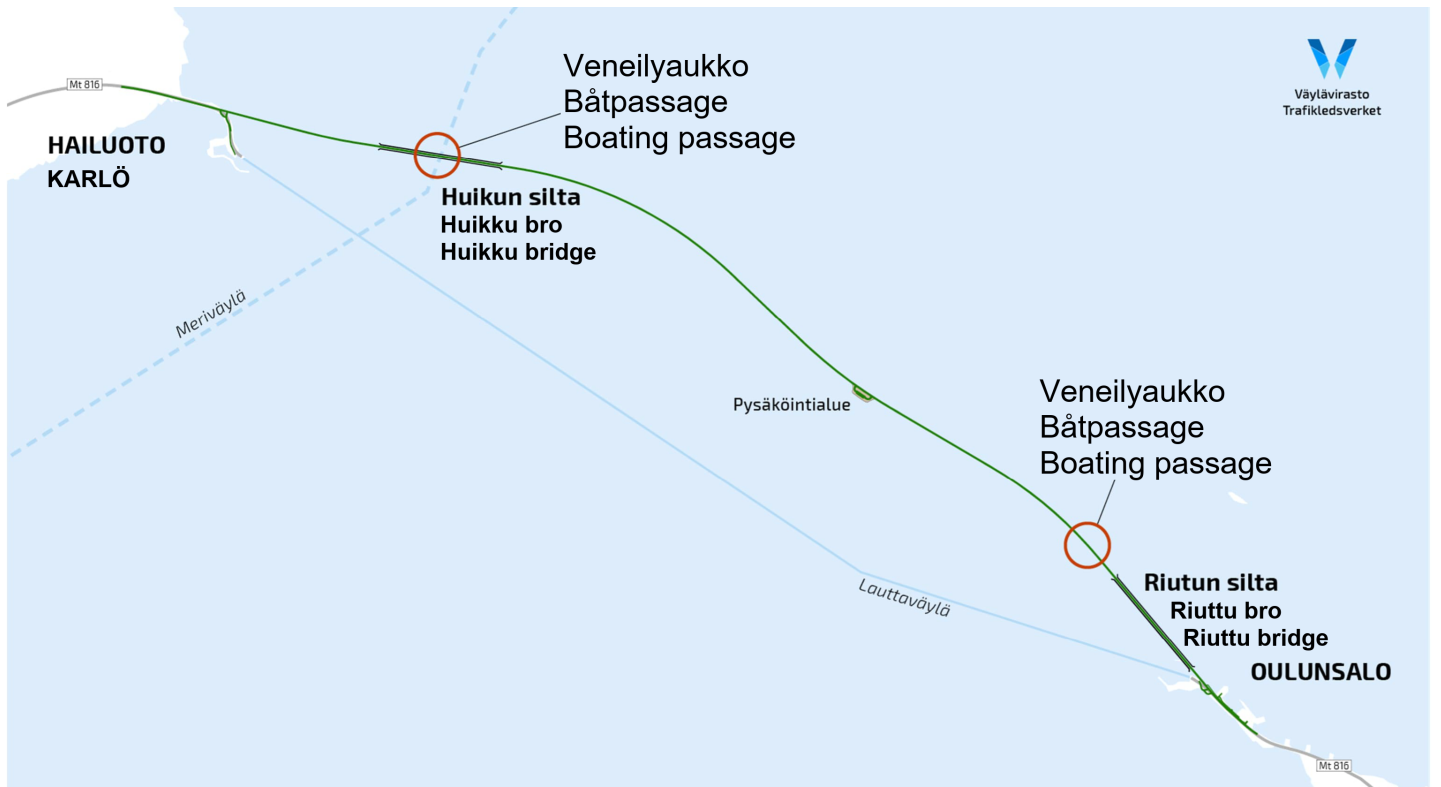 Veneilyaukko
Båtpassage
Boating passage
Väylävirasto
Trafikledsverket
Mt 816
HAILUOTO
KARLÖ
Huikun silta
Huikku bro
Huikku bridge
Meriväylä
Pysäköintialue
Veneilyaukko
Båtpassage
Boating passage
Lauttaväylä
Riutun silta
Riuttu bro
Riuttu bridge
OULUNSALO
Mt 816